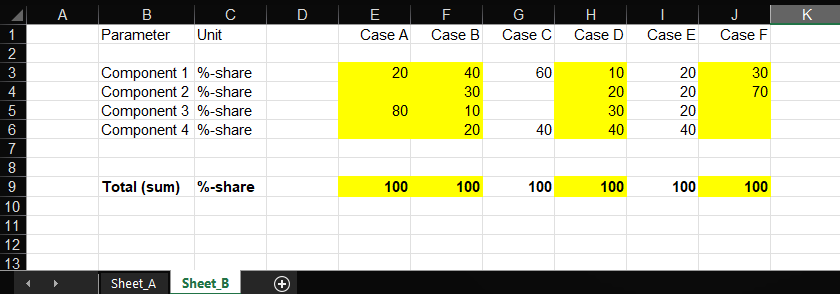 A B C D E F G H I J K
1 Parameter Unit Case A Case B Case C Case D Case E Case F
2
3 Component 1 %-share 20 40 60 10 20 30
4 Component 2 %-share 30 20 20 70
5 Component 3 %-share 80 10 30 20
6 Component 4 %-share 20 40 40 40
7
8
9 Total (sum) %-share 100 100 100 100 100 100
10
11
12
13
Sheet_A Sheet_B